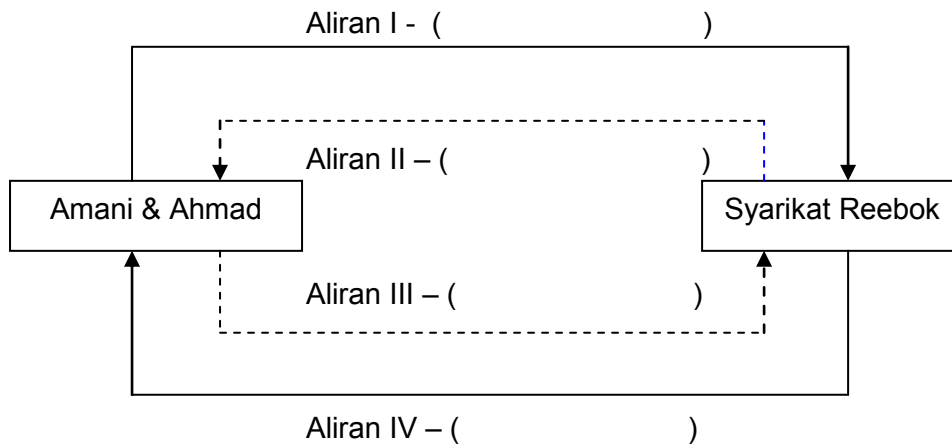 Aliran I - ( )
Aliran II – ( )
Amani & Ahmad
Syarikat Reebok
Aliran III – ( )
Aliran IV – ( )